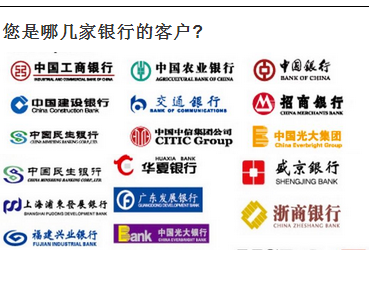 您是哪几家银行的客户?
中国工商银行
INDUSTRIAL AND COMMERCIAL BANK OF CHINA
中国农业银行
AGRICULTURAL BANK OF CHINA
中国银行
BANK OF CHINA
中国建设银行
China Construction Bank
交通银行
BANK OF COMMUNICATIONS
招商银行
CHINA MERCHANTS BANK
中国民生银行
CHINA MINSHENG BANKING CORP.,LTD.
中国中信集团公司
CITIC Group
中国光大集团
China Everbright Group
中国民生银行
CHINA MINSHENG BANKING CORP.,LTD.
HUAXIA BANK
华夏银行
盛京銀行
SHENGJING BANK
上海浦東發展銀行
SHANGHAI PUDONG DEVELOPMENT BANK
广东发展银行
GUANGDONG DEVELOPMENT BANK
浙商银行
CHINA ZHESHANG BANK
福建兴业银行
FUJIAN INDUSTRIAL BANK
Bank
中国光大银行
CHINA EVERBRIGHT BANK